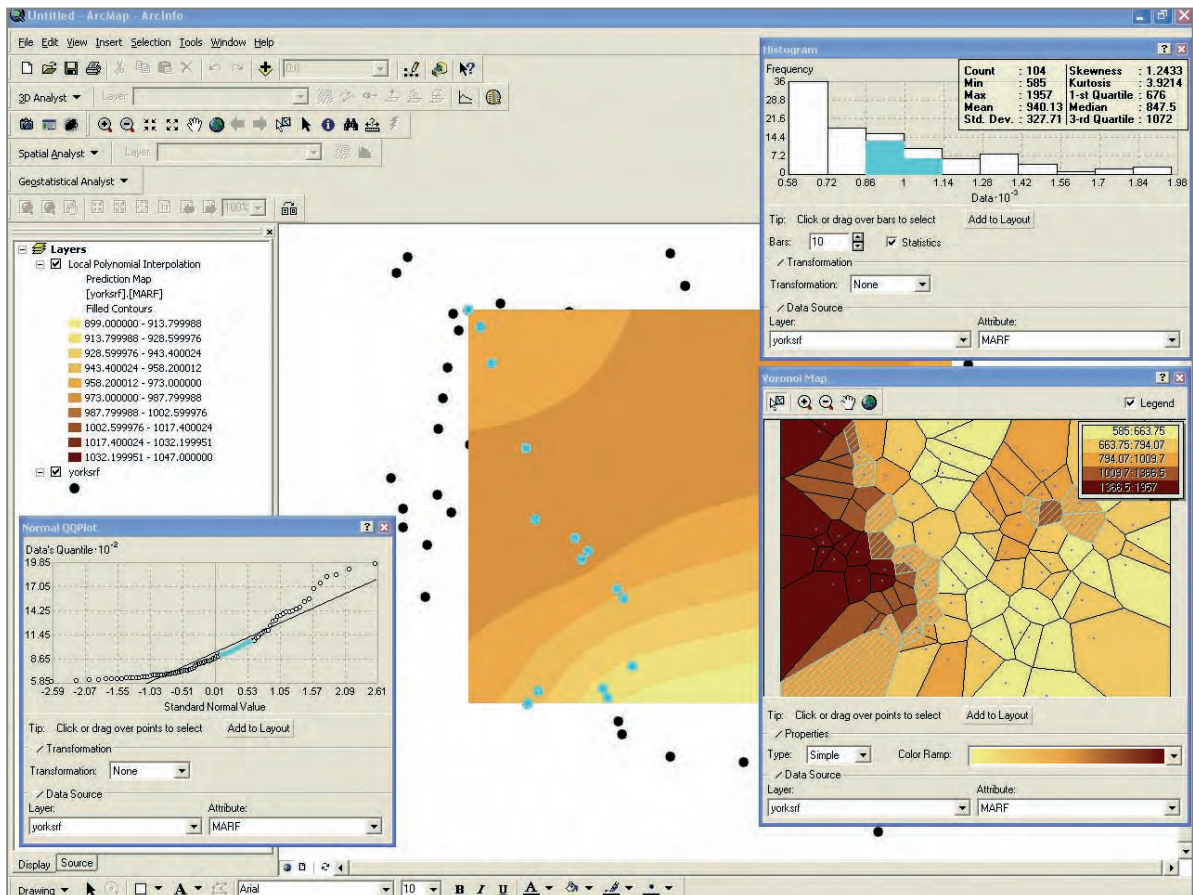 Untitled - ArcMap - ArcInfo
File Edit View Insert Selection Tools Window Help
3D Analyst Layer:
Spatial Analyst Layer:
Geostatistical Analyst
100%
Layers
Local Polynomial Interpolation
Prediction Map
[yorksrf].[MARF]
Filled Contours
899.000000 - 913.799988
913.799988 - 928.599976
928.599976 - 943.400024
943.400024 - 958.200012
958.200012 - 973.000000
973.000000 - 987.799988
987.799988 - 1002.599976
1002.599976 - 1017.400024
1017.400024 - 1032.199951
1032.199951 - 1047.000000
yorksrf
Histogram
Frequency
36
28.8
21.6
14.4
7.2
0
0.58 0.72 0.86 1 1.14 1.28 1.42 1.56 1.7 1.84 1.98
Data·10⁻³
Count : 104 Skewness : 1.2433
Min : 585 Kurtosis : 3.9214
Max : 1957 1-st Quartile : 676
Mean : 940.13 Median : 847.5
Std. Dev. : 327.71 3-rd Quartile : 1072
Tip: Click or drag over bars to select Add to Layout
Bars: 10 Statistics
Transformation
Transformation: None
Data Source
Layer: Attribute:
yorksrf MARF
Voronoi Map
Legend
585:663.75
663.75:794.07
794.07:1009.7
1009.7:1366.5
1366.5:1957
Tip: Click or drag over points to select Add to Layout
Properties
Type: Simple Color Ramp:
Data Source
Layer: Attribute:
yorksrf MARF
Normal QQPlot
Data's Quantile·10⁻²
19.85
17.05
14.25
11.45
8.65
5.85
-2.59 -2.07 -1.55 -1.03 -0.51 0.01 0.53 1.05 1.57 2.09 2.61
Standard Normal Value
Tip: Click or drag over points to select Add to Layout
Transformation
Transformation: None
Data Source
Layer: Attribute:
yorksrf MARF
Display Source
Drawing A Arial 10 B I U A